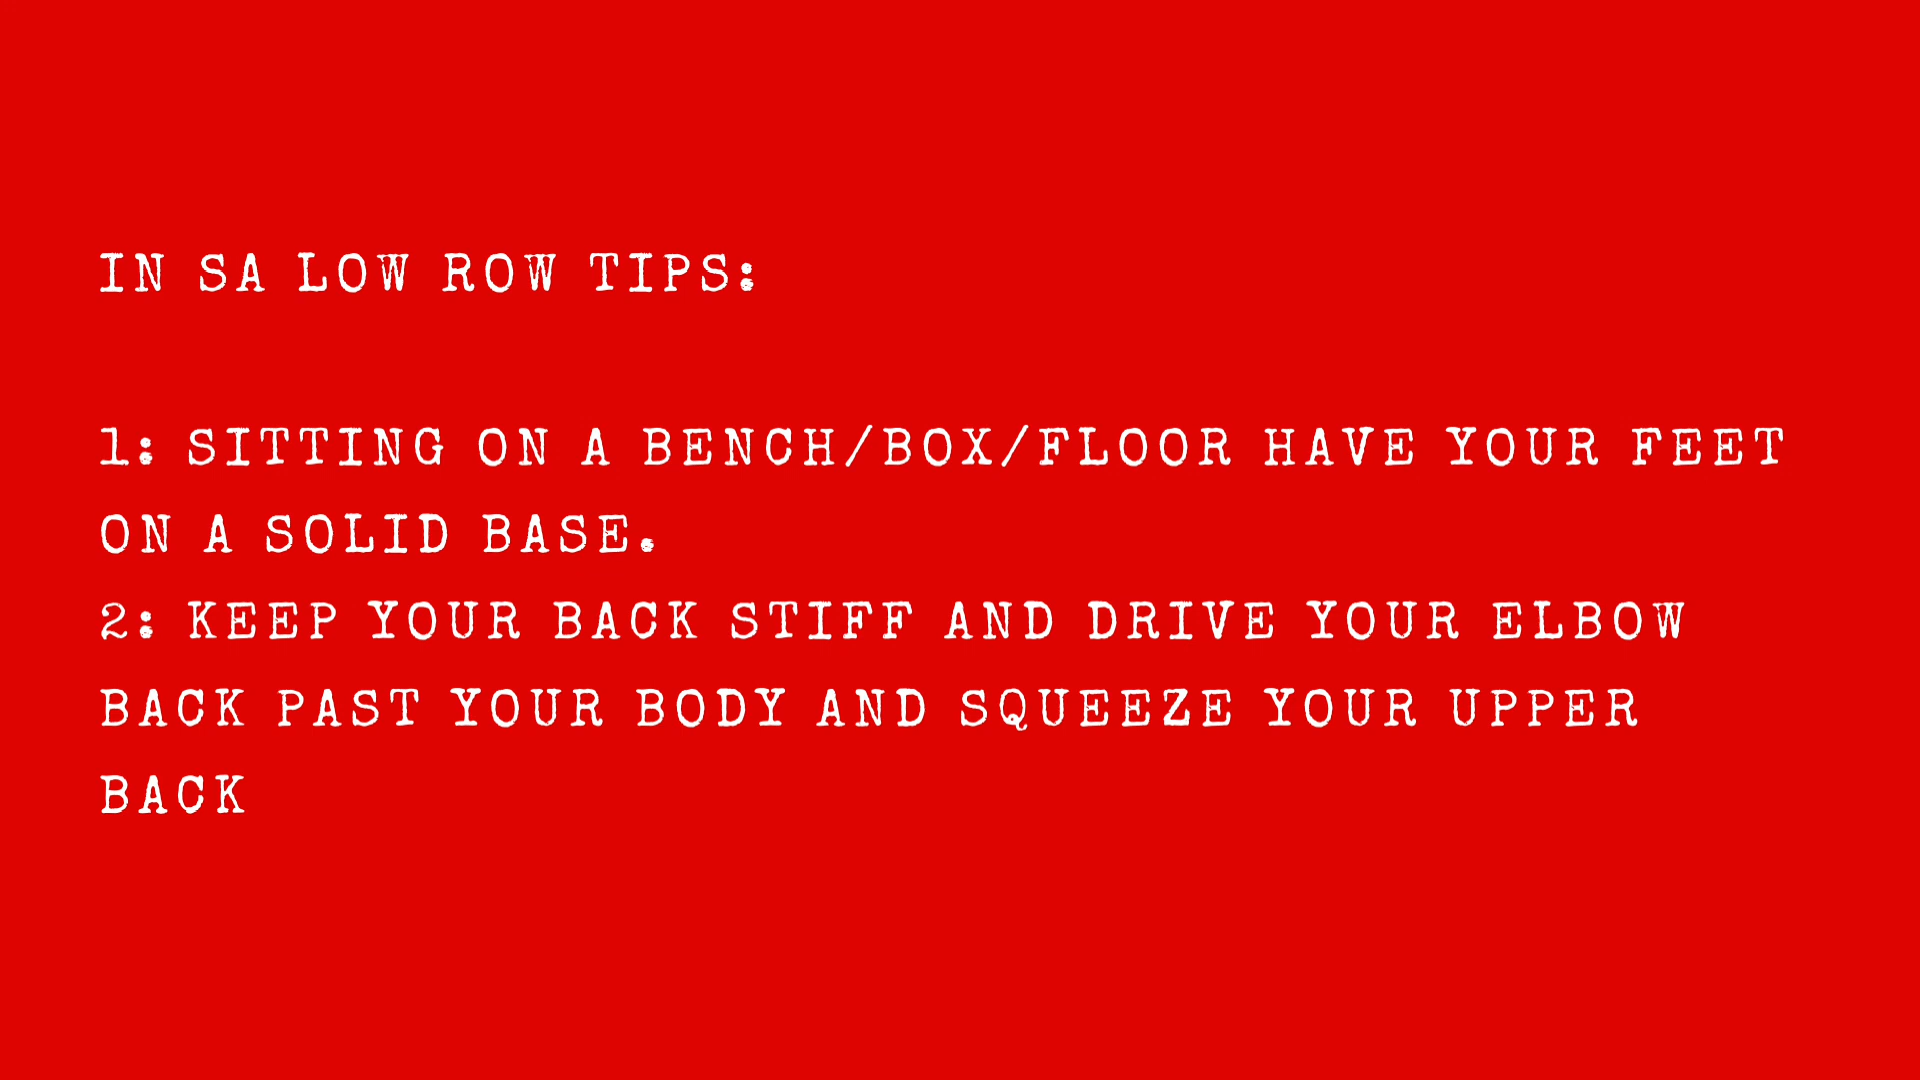 IN SA LOW ROW TIPS:
1: SITTING ON A BENCH/BOX/FLOOR HAVE YOUR FEET
ON A SOLID BASE.
2: KEEP YOUR BACK STIFF AND DRIVE YOUR ELBOW
BACK PAST YOUR BODY AND SQUEEZE YOUR UPPER
BACK